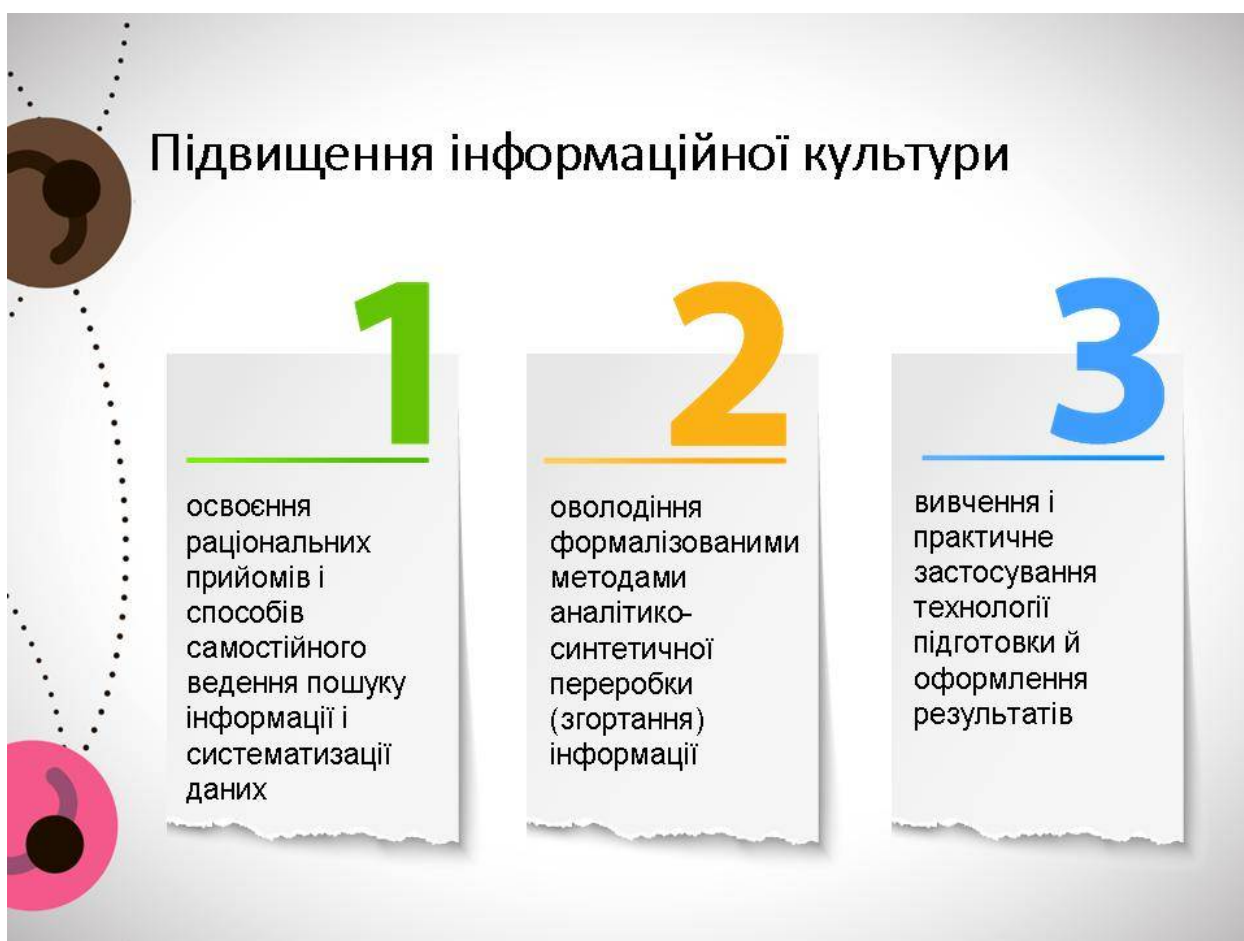 Підвищення інформаційної культури
1
освоєння
раціональних
прийомів і
способів
самостійного
ведення пошуку
інформації і
систематизації
даних
2
оволодіння
формалізованими
методами
аналітико-
синтетичної
переробки
(згортання)
інформації
3
вивчення і
практичне
застосування
технології
підготовки й
оформлення
результатів